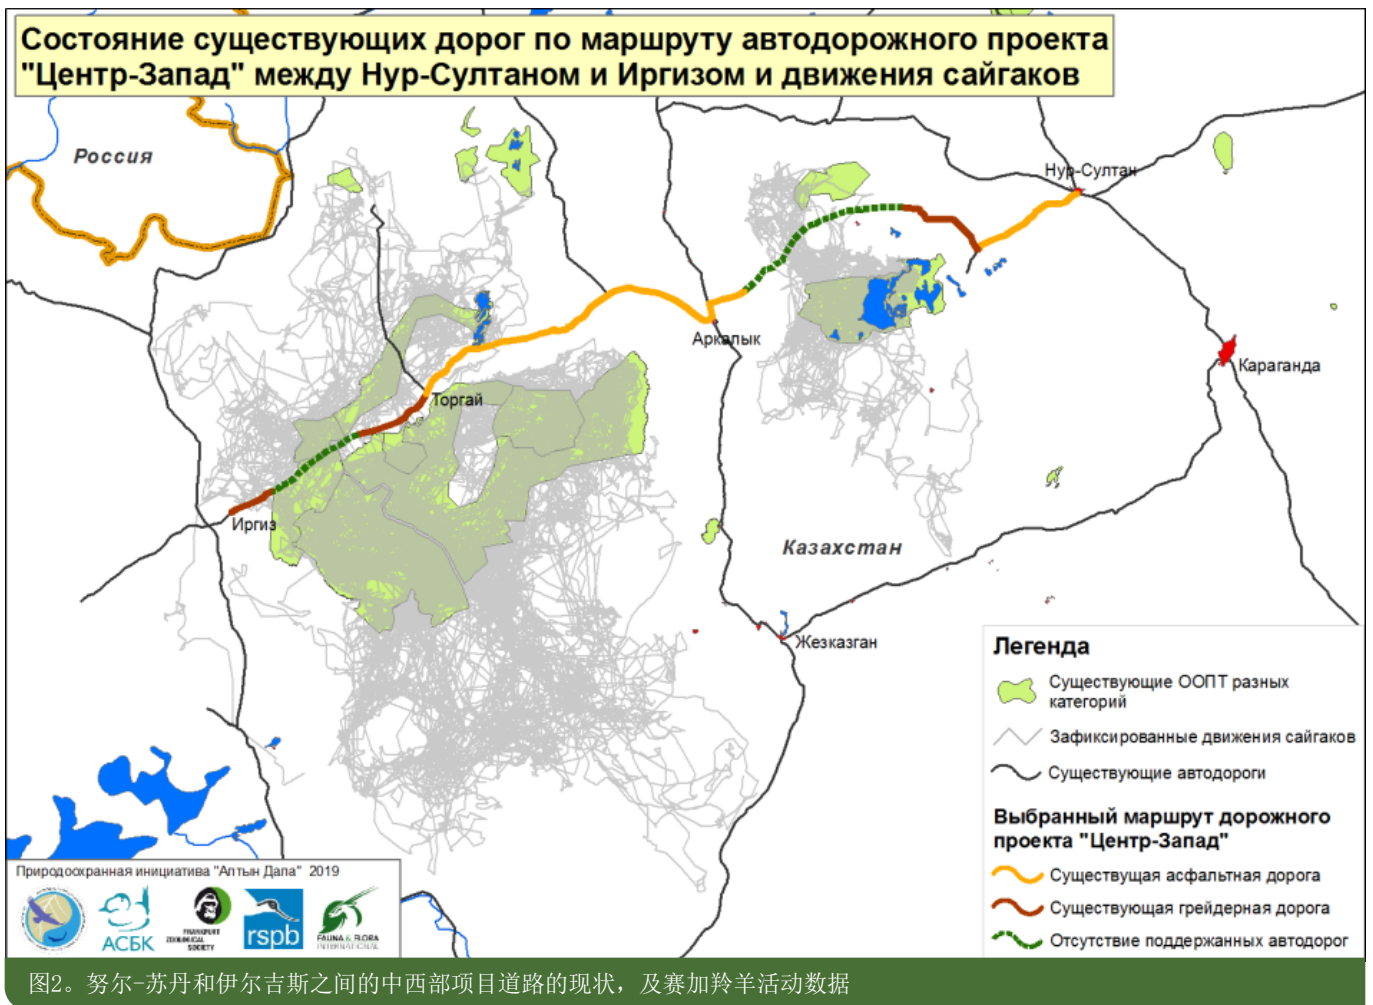 Состояние существующих дорог по маршруту автодорожного проекта
"Центр-Запад" между Нур-Султаном и Иргизом и движения сайгаков
Россия
Нур-Султан
Аркалык
Караганда
Торгай
Иргиз
Казахстан
Жезказган
Легенда
Существующие ООПТ разных
категорий
Зафиксированные движения сайгаков
Существующие автодороги
Выбранный маршрут дорожного
проекта "Центр-Запад"
Существущая асфальтная дорога
Существующая грейдерная дорога
Отсутствие поддержанных автодорог
Природоохранная инициатива "Алтын Дала" 2019
АСБК
FRANKFURT
ZOOLOGICAL
SOCIETY
rspb
FAUNA & FLORA
INTERNATIONAL
图2。努尔-苏丹和伊尔吉斯之间的中西部项目道路的现状，及赛加羚羊活动数据